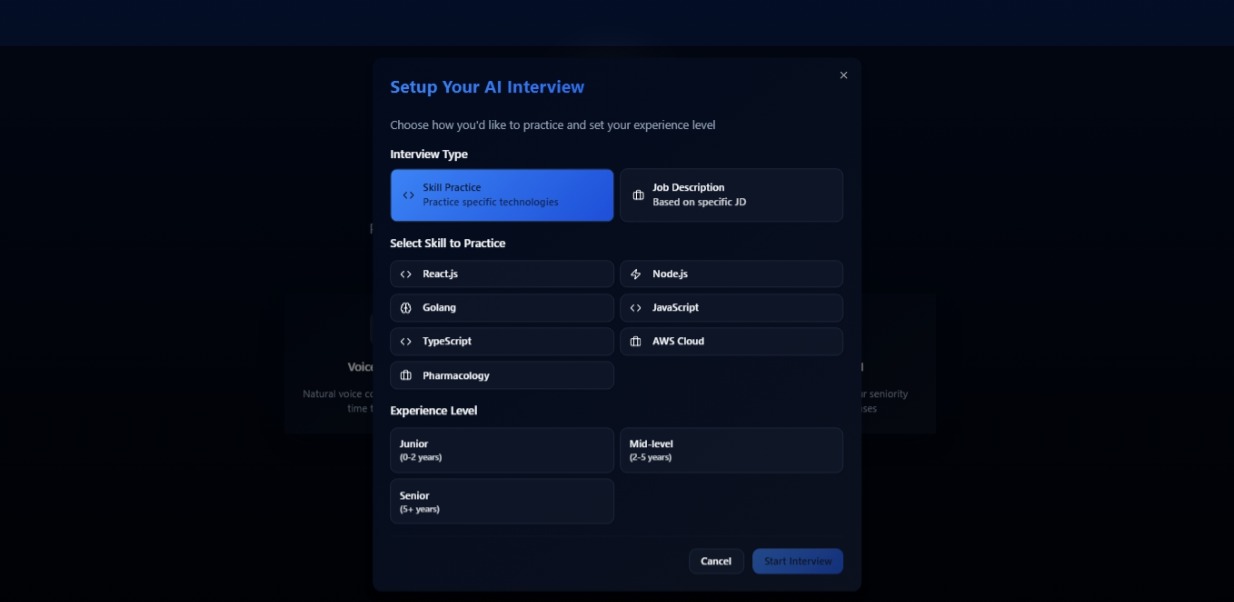 Setup Your AI Interview
Choose how you'd like to practice and set your experience level
Interview Type
Skill Practice
Practice specific technologies
Job Description
Based on specific JD
Select Skill to Practice
React.js
Node.js
Golang
JavaScript
TypeScript
AWS Cloud
Pharmacology
Experience Level
Junior
(0-2 years)
Mid-level
(2-5 years)
Senior
(5+ years)
Cancel
Start Interview
Voice
Natural voice
time
seniority